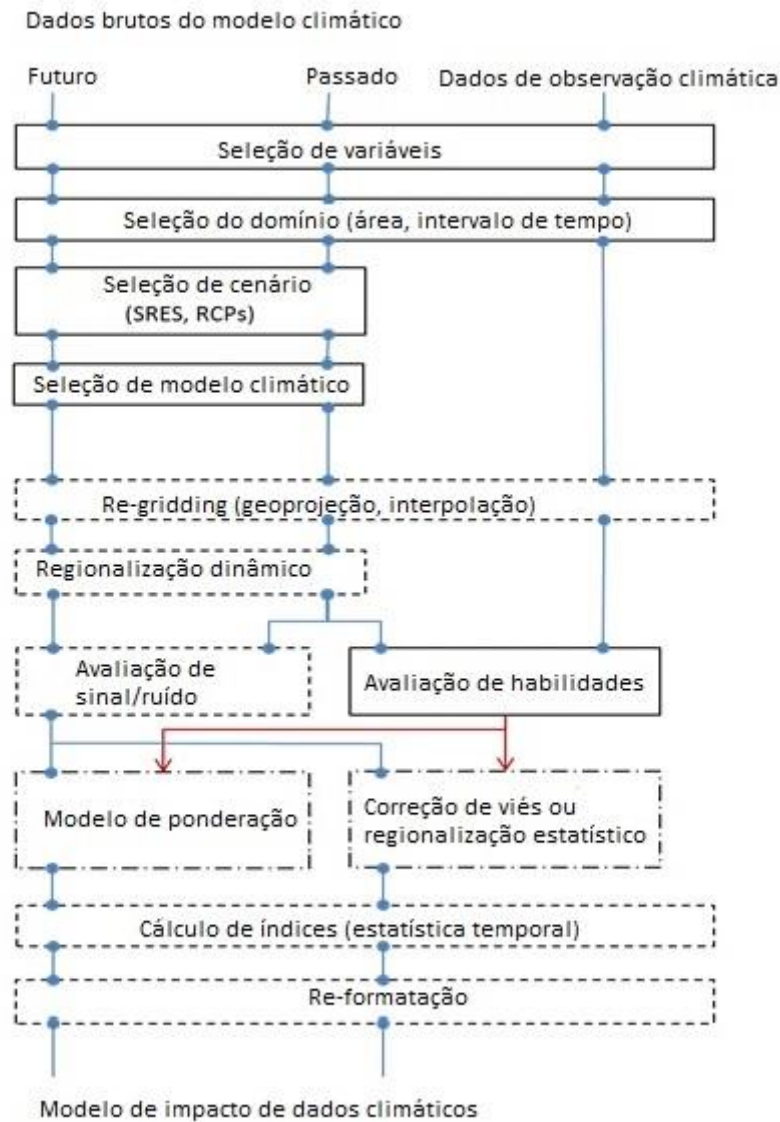 Dados brutos do modelo climático
Futuro
Passado
Dados de observação climática
Seleção de variáveis
Seleção do domínio (área, intervalo de tempo)
Seleção de cenário
(SRES, RCPs)
Seleção de modelo climático
Re-gridding (geoprojeção, interpolação)
Regionalização dinâmico
Avaliação de
sinal/ruído
Avaliação de habilidades
Modelo de ponderação
Correção de viés ou
regionalização estatístico
Cálculo de índices (estatística temporal)
Re-formatação
Modelo de impacto de dados climáticos